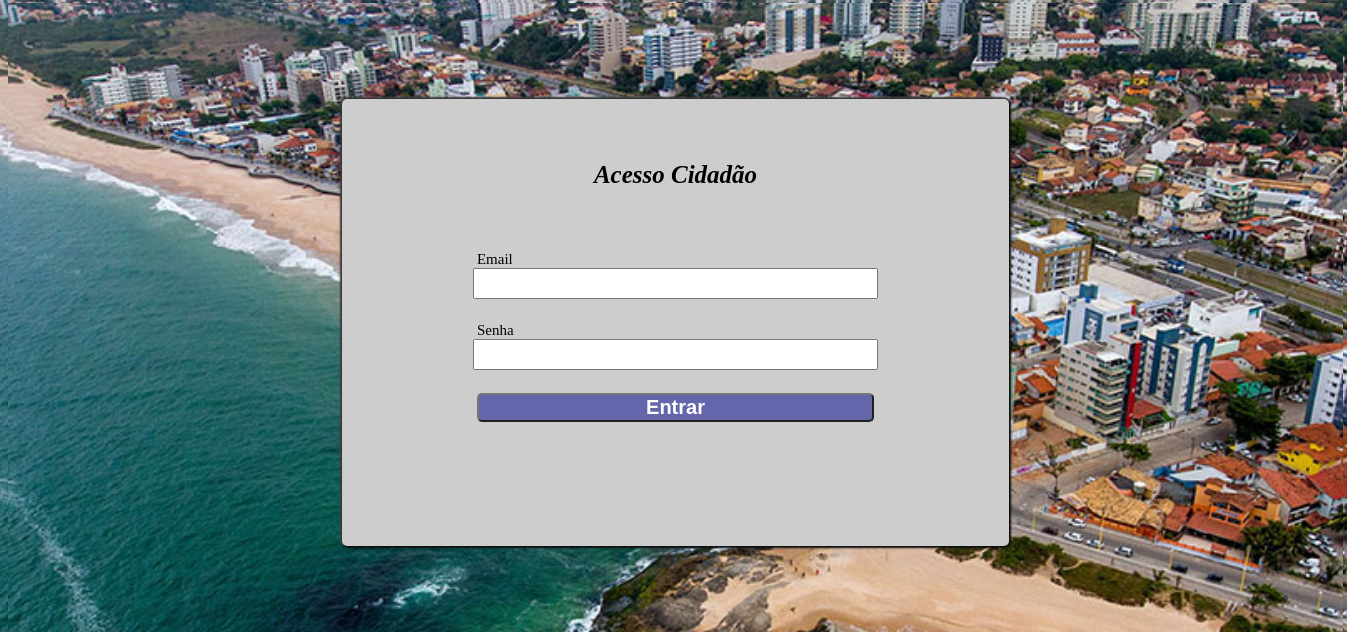 Acesso Cidadão
Email
Senha
Entrar